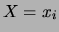 X = x_i